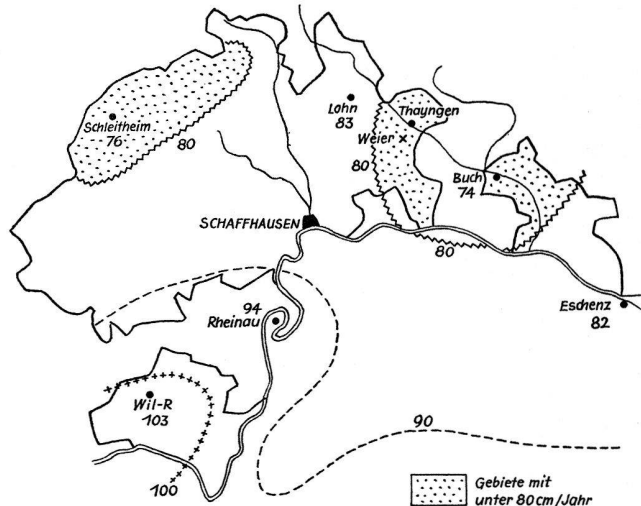 Lohn
83
Thayngen
Schleitheim
76
80
Weier
80
Buch
74
SCHAFFHAUSEN
80
94
Rheinau
Eschenz
82
Wil-R
103
90
100
Gebiete mit
unter 80cm/Jahr